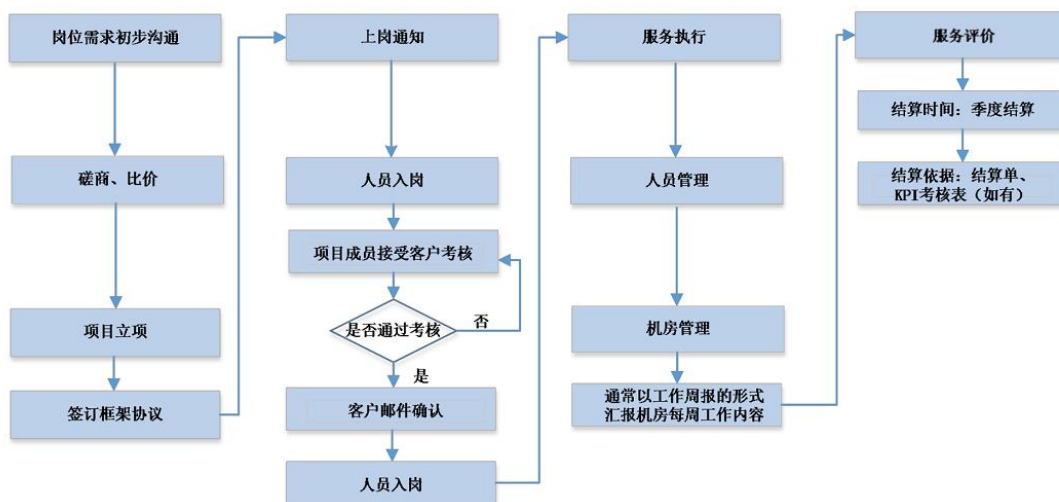 岗位需求初步沟通
磋商、比价
项目立项
签订框架协议
上岗通知
人员入岗
项目成员接受客户考核
是否通过考核
否
是
客户邮件确认
人员入岗
服务执行
人员管理
机房管理
通常以工作周报的形式
汇报机房每周工作内容
服务评价
结算时间：季度结算
结算依据：结算单、
KPI考核表（如有）